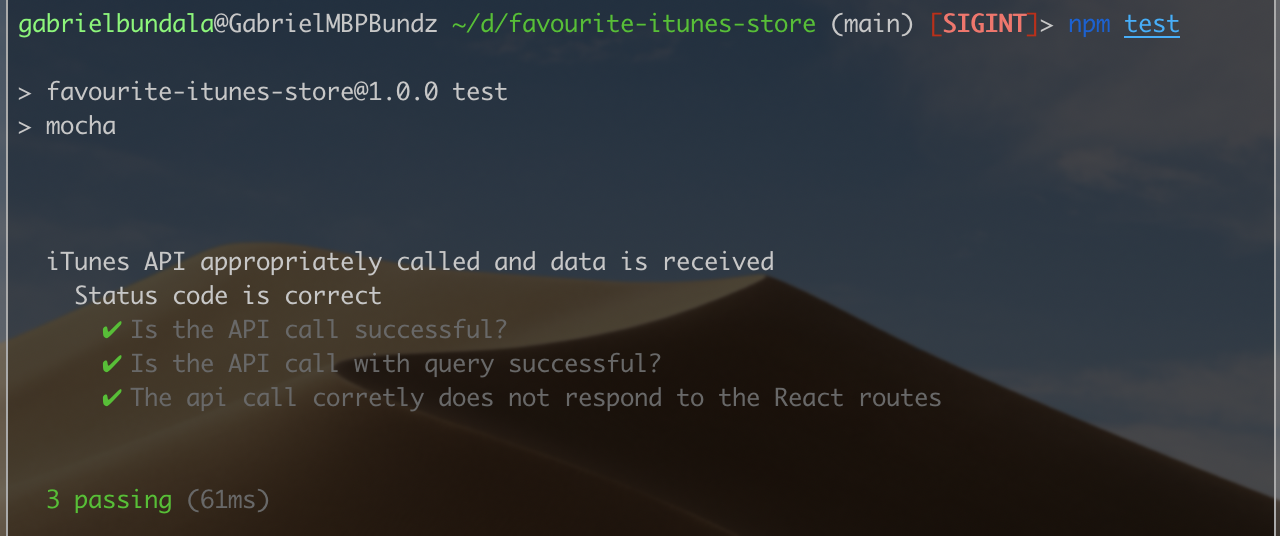 gabrielbundala@GabrielMBPBundz ~/d/favourite-itunes-store (main) [SIGINT]> npm test
> favourite-itunes-store@1.0.0 test
> mocha
iTunes API appropriately called and data is received
Status code is correct
✔ Is the API call successful?
✔ Is the API call with query successful?
✔ The api call corretly does not respond to the React routes
3 passing (61ms)